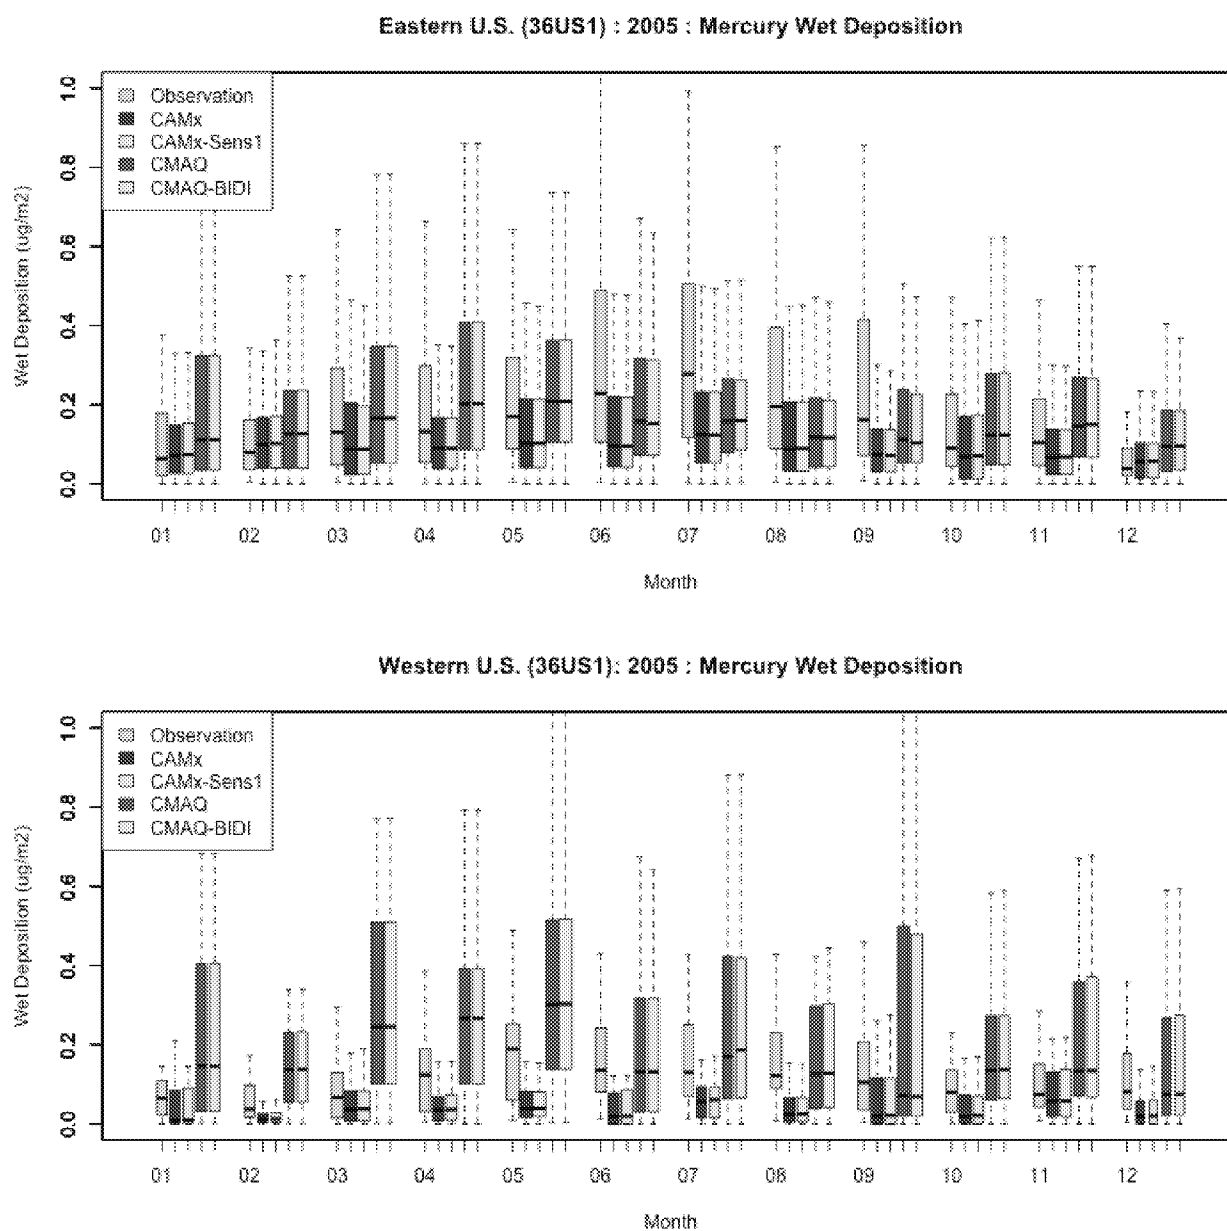 Eastern U.S. (36US1) : 2005 : Mercury Wet Deposition
Observation
CAMx
CAMx-Sens1
CMAQ
CMAQ-BIDI
Wet Deposition (ug/m2)
1.0
0.8
0.6
0.4
0.2
0.0
01 02 03 04 05 06 07 08 09 10 11 12
Month
Western U.S. (36US1): 2005 : Mercury Wet Deposition
Observation
CAMx
CAMx-Sens1
CMAQ
CMAQ-BIDI
Wet Deposition (ug/m2)
1.0
0.8
0.6
0.4
0.2
0.0
01 02 03 04 05 06 07 08 09 10 11 12
Month